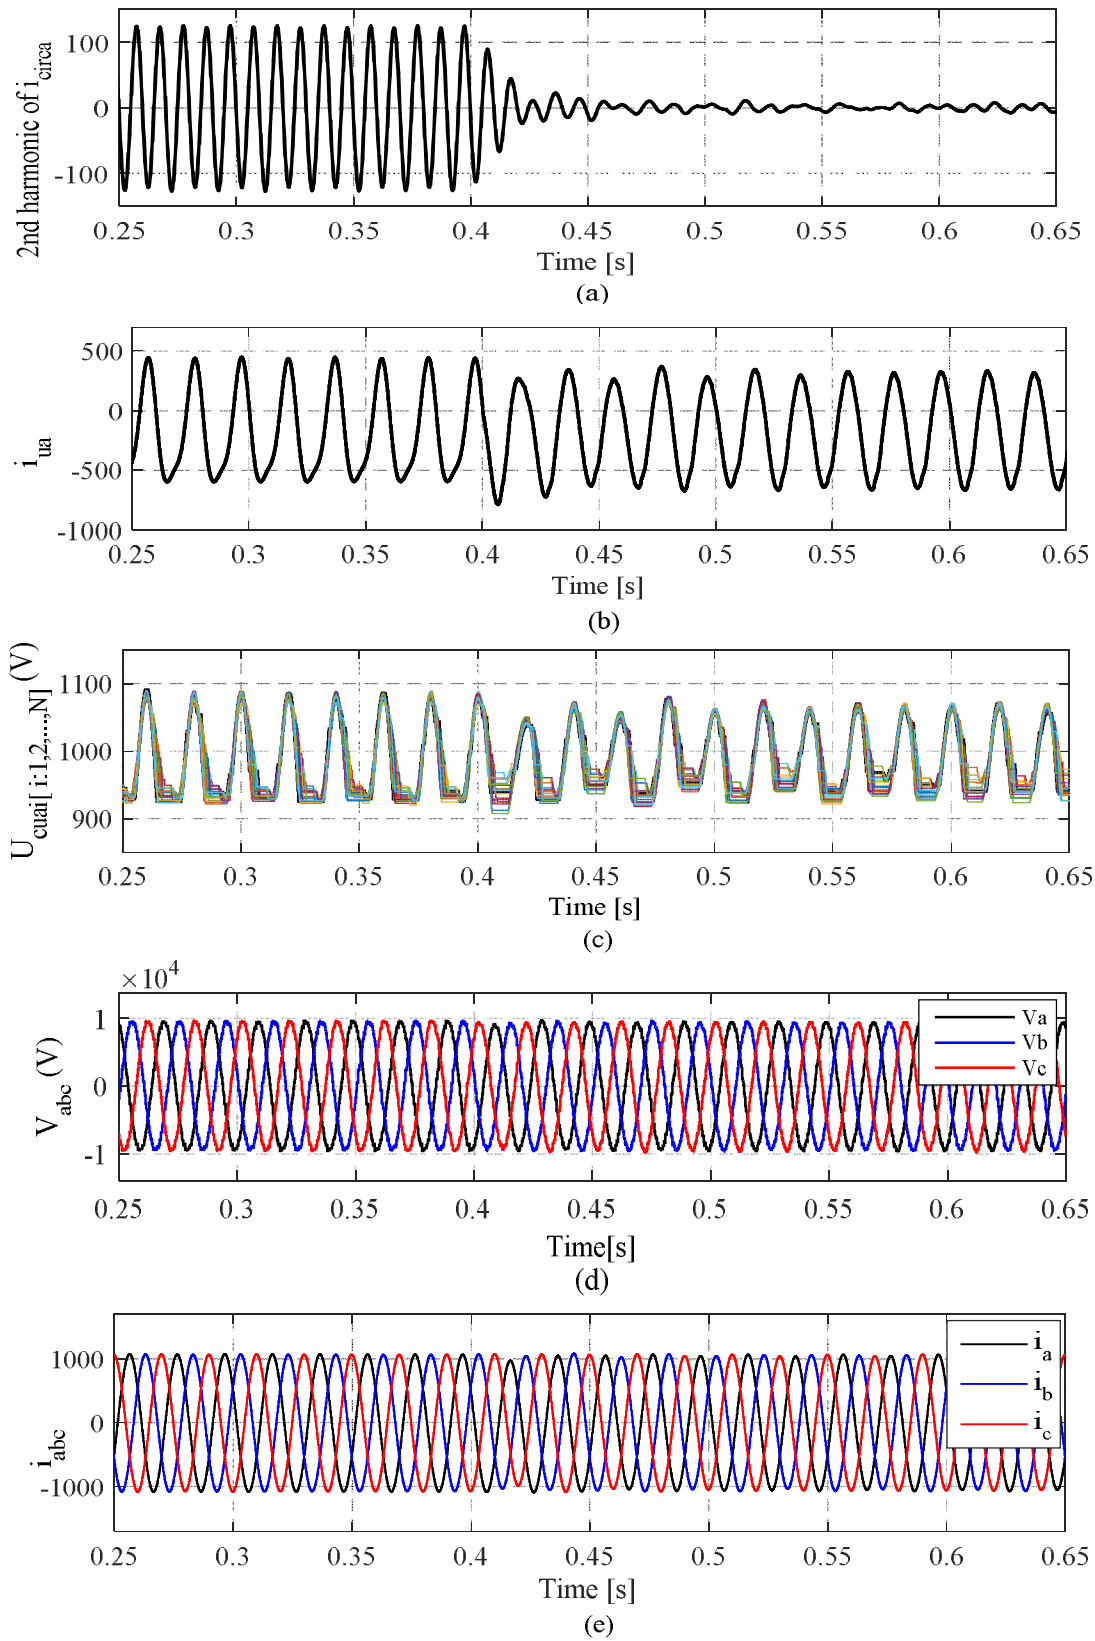 2nd harmonic of i_circa
100
0
-100
0.25 0.3 0.35 0.4 0.45 0.5 0.55 0.6 0.65
Time [s]
(a)
i_ua
500
0
-500
-1000
0.25 0.3 0.35 0.4 0.45 0.5 0.55 0.6 0.65
Time [s]
(b)
U_cuai[ i:1,2,...,N] (V)
1100
1000
900
0.25 0.3 0.35 0.4 0.45 0.5 0.55 0.6 0.65
Time [s]
(c)
×10^4
V_abc (V)
1
0
-1
Va
Vb
Vc
0.25 0.3 0.35 0.4 0.45 0.5 0.55 0.6 0.65
Time[s]
(d)
i_abc
1000
0
-1000
i_a
i_b
i_c
0.25 0.3 0.35 0.4 0.45 0.5 0.55 0.6 0.65
Time [s]
(e)